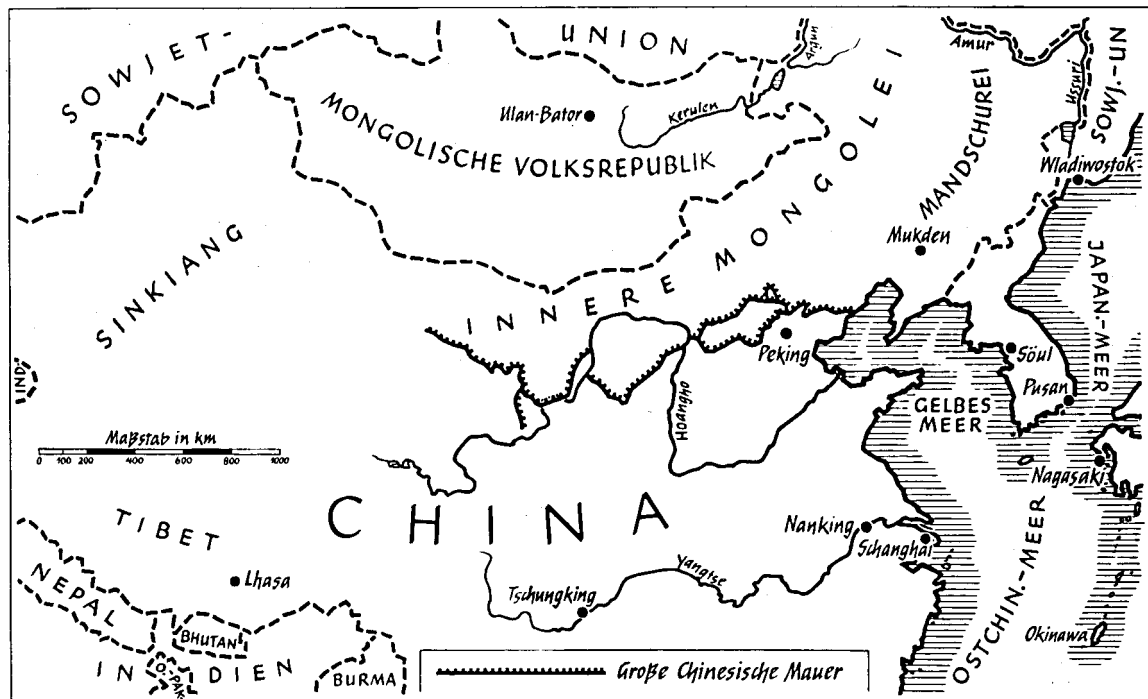 SOWJET-
UNION
SOWJ.-UN
MONGOLISCHE VOLKSREPUBLIK
Ulan-Bator
Kerulen
Argun
Amur
Ussuri
Wladiwostok
MANDSCHUREI
Mukden
INNERE MONGOLEI
SINKIANG
JAPAN.-MEER
Peking
Söul
Pusan
GELBES
MEER
Hoangho
IND.
Maßstab in km
0 100 200 400 600 800 1000
Nagasaki
CHINA
TIBET
Nanking
Schanghai
OSTCHIN.-MEER
Yangtse
Tschungking
Lhasa
NEPAL
BHUTAN
INDIEN
O.-PAK.
BURMA
Okinawa
Große Chinesische Mauer